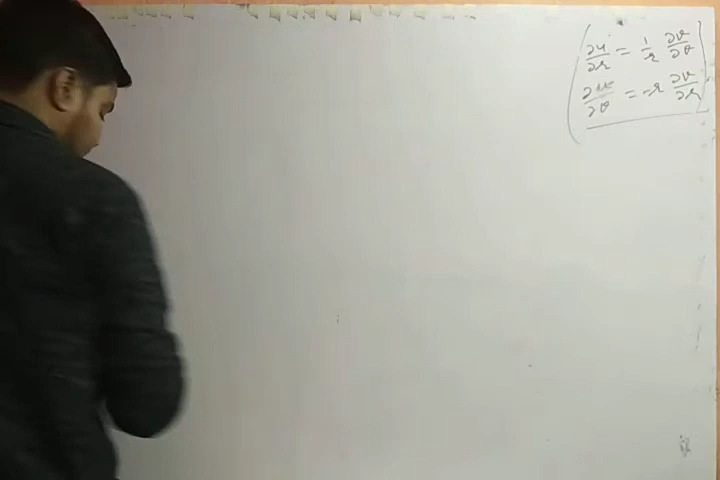 ∂u/∂r = 1/r ∂v/∂θ
∂u/∂θ = -r ∂v/∂r